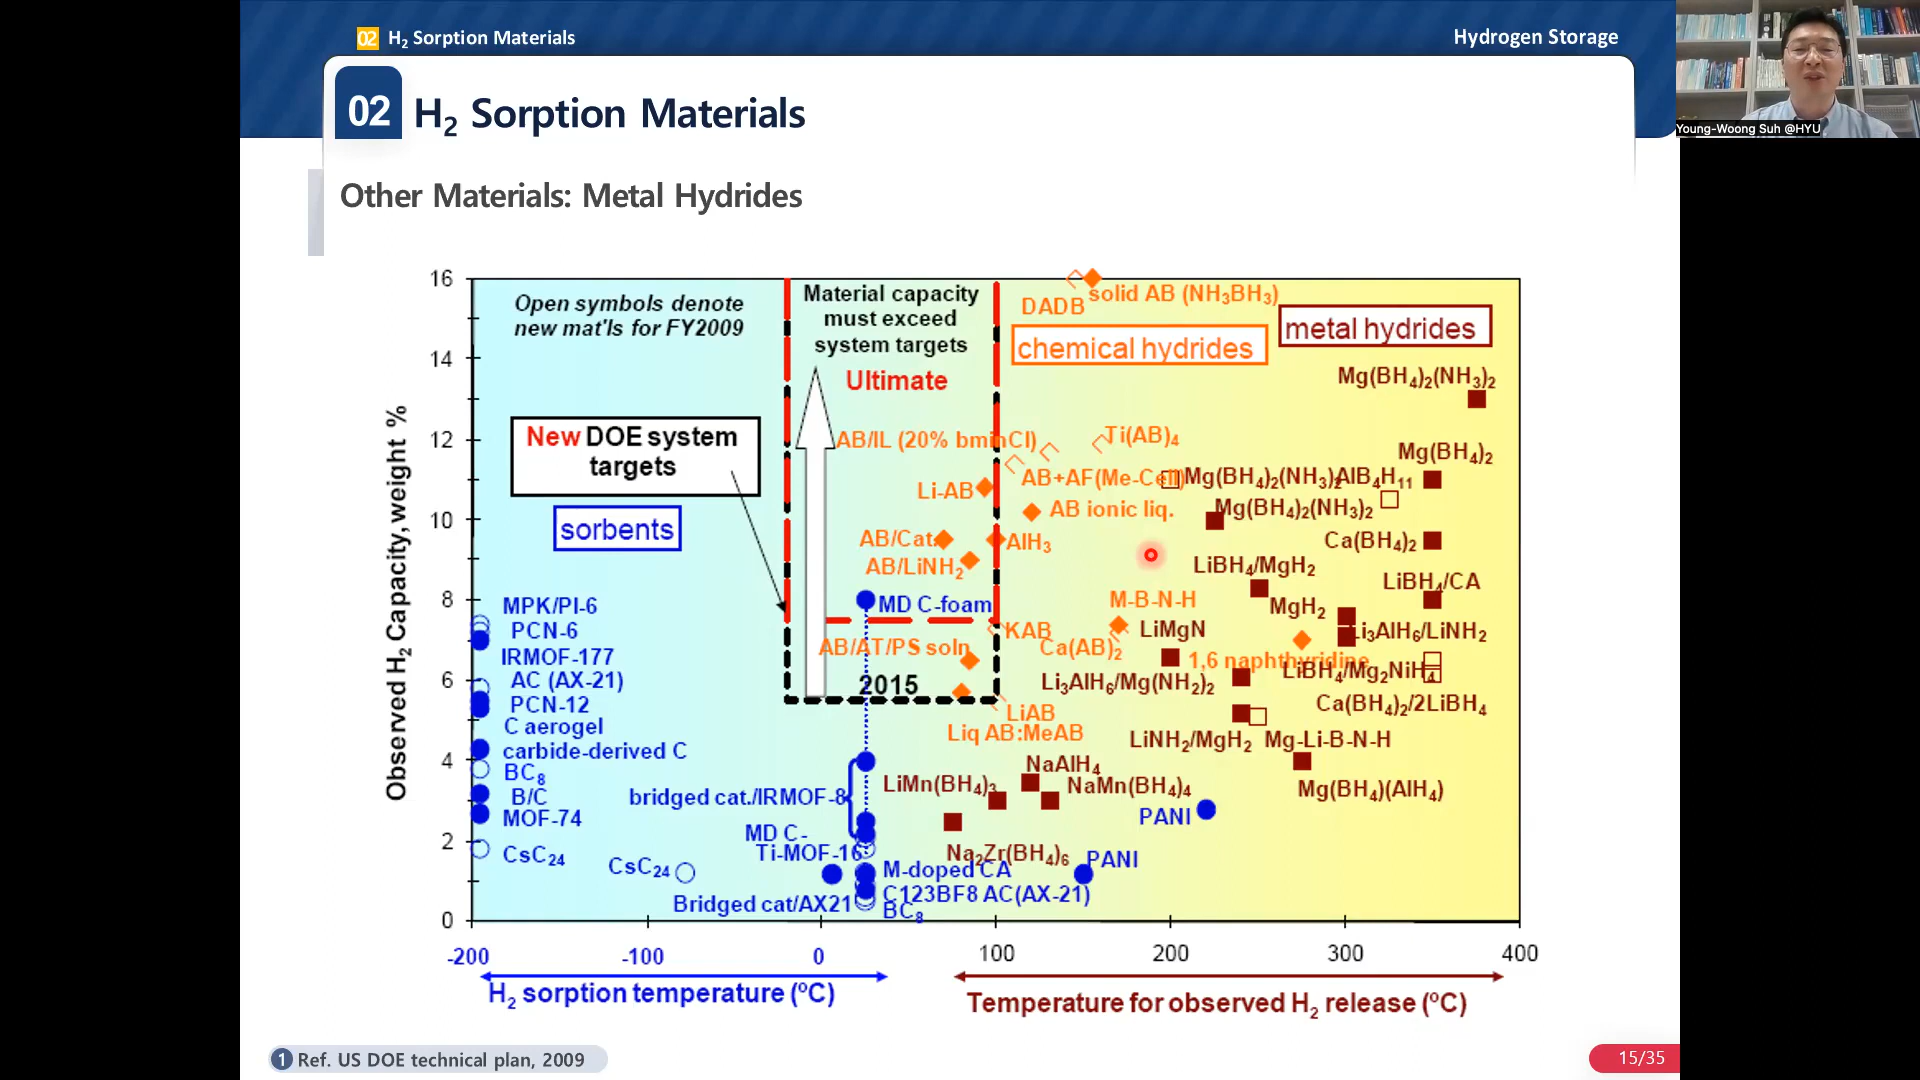 02 H2 Sorption Materials
Hydrogen Storage
Young-Woong Suh @HYU
02 H2 Sorption Materials
Other Materials: Metal Hydrides
Observed H2 Capacity, weight %
16
14
12
10
8
6
4
2
0
Open symbols denote
new mat'ls for FY2009
New DOE system
targets
sorbents
Material capacity
must exceed
system targets
Ultimate
2015
chemical hydrides
metal hydrides
DADB
solid AB (NH3BH3)
Mg(BH4)2(NH3)2
AB/IL (20% bminCl)
Ti(AB)4
Mg(BH4)2
Li-AB
AB+AF(Me-Cell)
Mg(BH4)2(NH3)2
AlB4H11
AB ionic liq.
Mg(BH4)2(NH3)2
AB/Cat.
AlH3
Ca(BH4)2
AB/LiNH2
LiBH4/MgH2
LiBH4/CA
MD C-foam
M-B-N-H
MgH2
KAB
LiMgN
Li3AlH6/LiNH2
AB/AT/PS soln
Ca(AB)2
1,6 naphthyridine
LiBH4/Mg2NiH4
Li3AlH6/Mg(NH2)2
Ca(BH4)2/2LiBH4
LiAB
Liq AB:MeAB
LiNH2/MgH2
Mg-Li-B-N-H
NaAlH4
LiMn(BH4)3
NaMn(BH4)4
Mg(BH4)(AlH4)
PANI
Na2Zr(BH4)6
PANI
MPK/PI-6
PCN-6
IRMOF-177
AC (AX-21)
PCN-12
C aerogel
carbide-derived C
BC8
B/C
MOF-74
CsC24
CsC24
bridged cat./IRMOF-8
MD C-
Ti-MOF-16
M-doped CA
Bridged cat/AX21
C123BF8 AC(AX-21)
BC8
-200
-100
0
100
200
300
400
H2 sorption temperature (ºC)
Temperature for observed H2 release (ºC)
1 Ref. US DOE technical plan, 2009
15/35